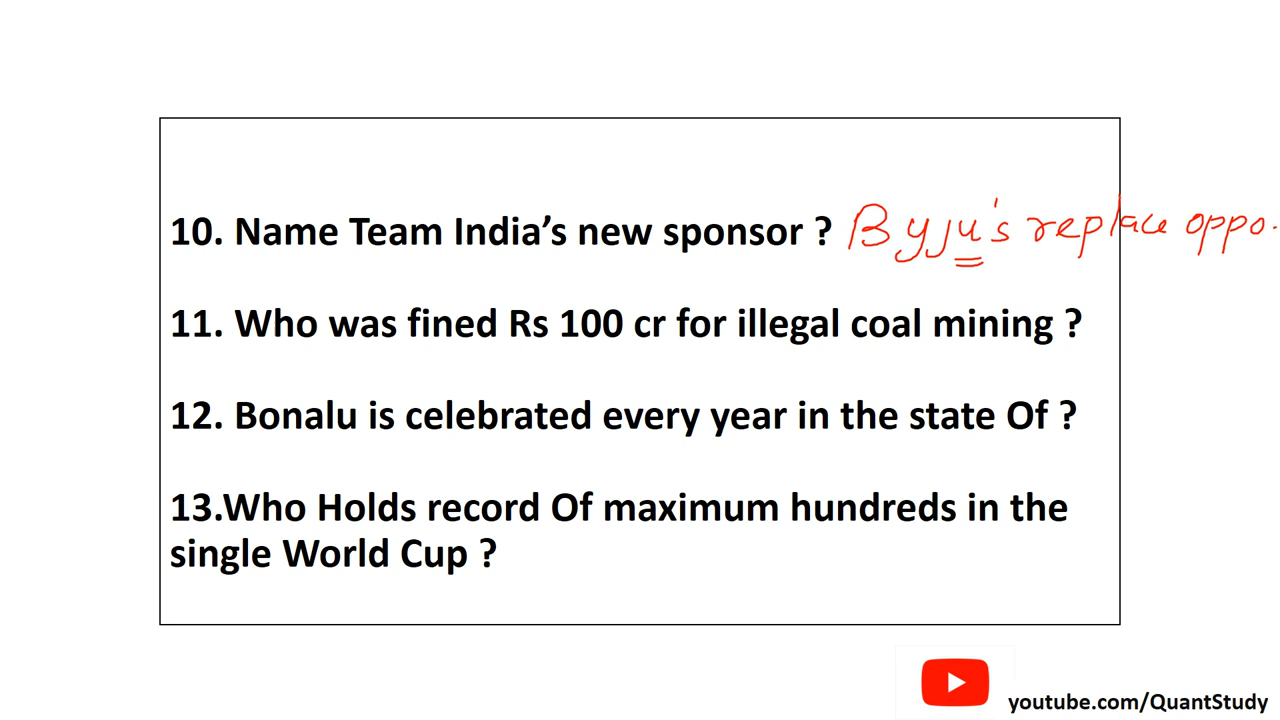 10. Name Team India’s new sponsor ? Byju's replace oppo.
11. Who was fined Rs 100 cr for illegal coal mining ?
12. Bonalu is celebrated every year in the state Of ?
13.Who Holds record Of maximum hundreds in the
single World Cup ?
youtube.com/QuantStudy